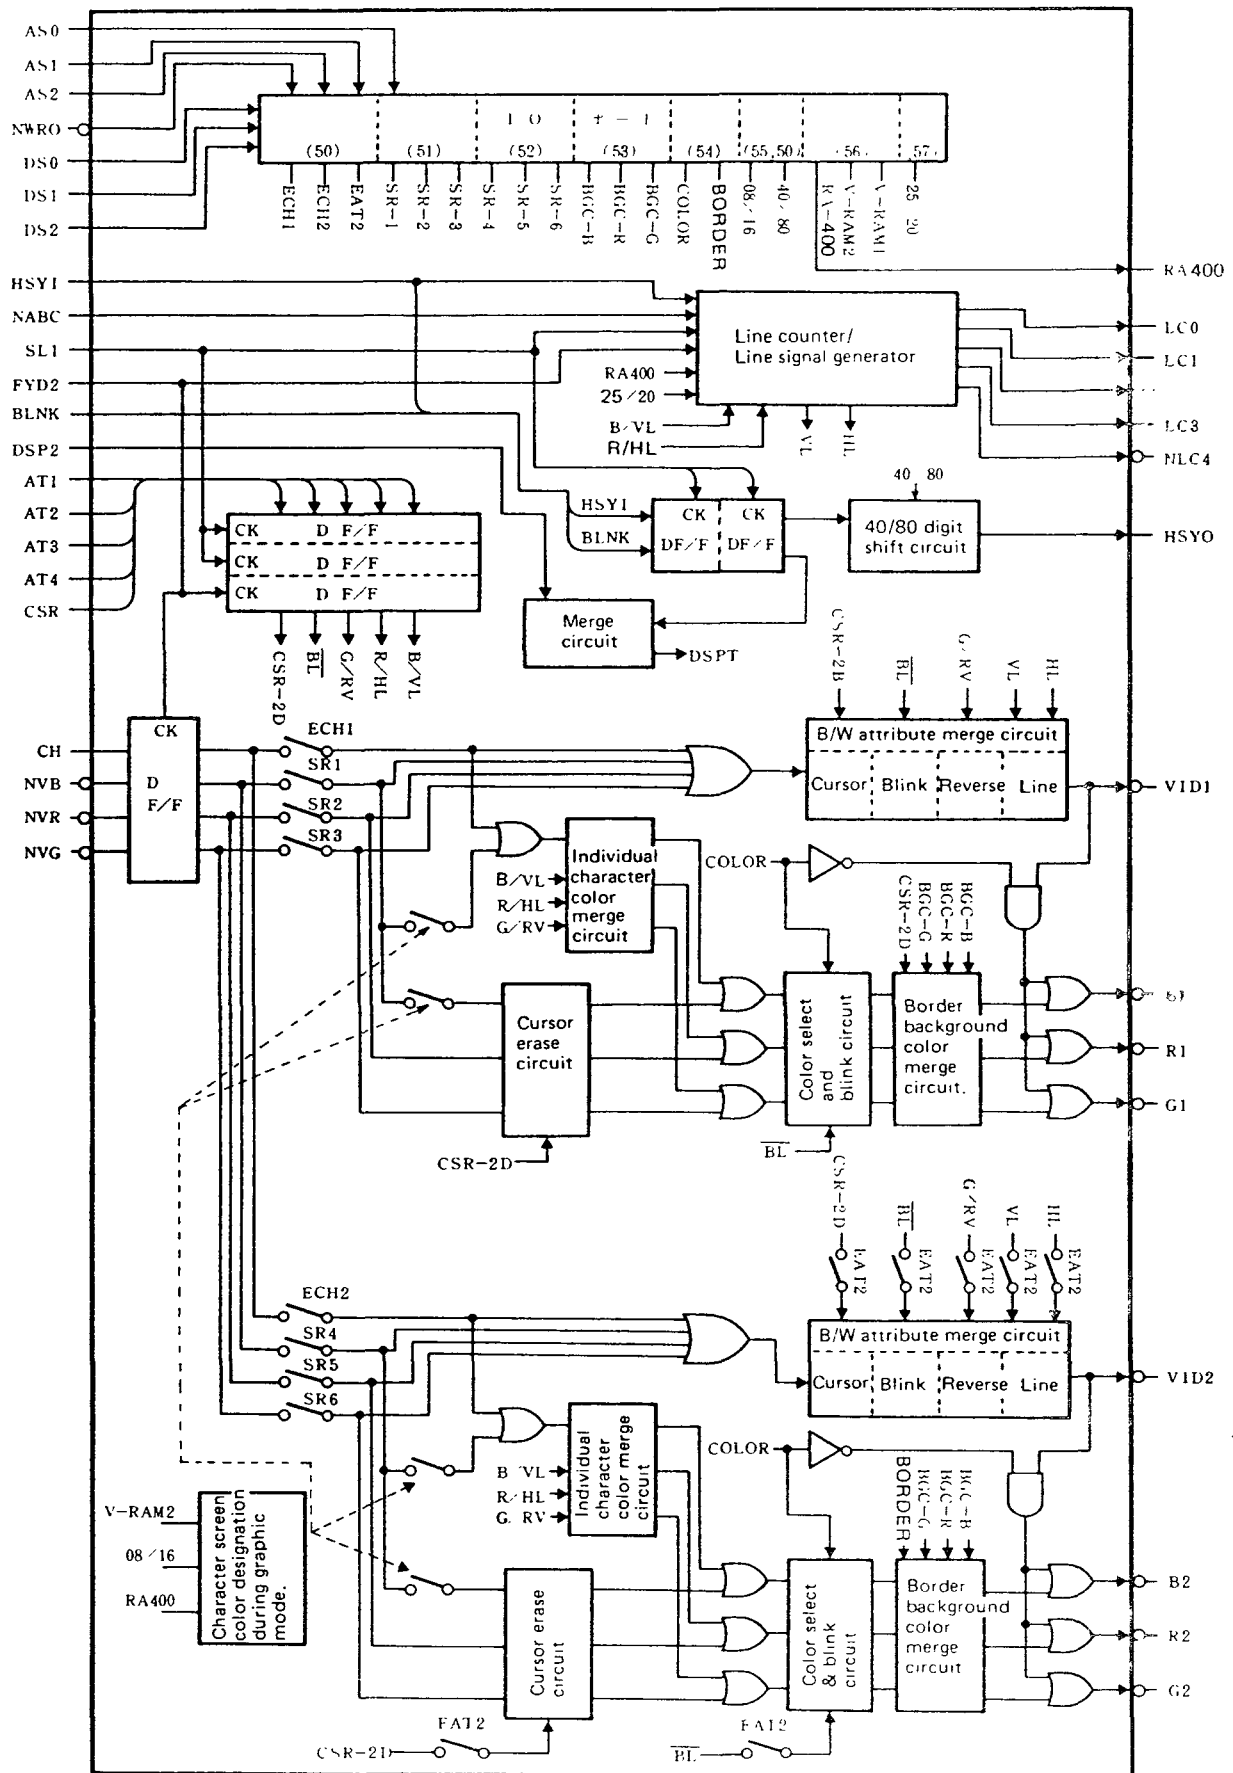 AS0
AS1
AS2
NWRO
DS0
DS1
DS2
I O ポート
(50) (51) (52) (53) (54) (55, 50) (56) (57)
ECH1
ECH2
EAT2
SR-1
SR-2
SR-3
SR-4
SR-5
SR-6
BGC-B
BGC-R
BGC-G
COLOR
BORDER
08/16
40/80
RA-400
V-RAM2
V-RAM1
25 20
RA400
HSY1
NABC
SL1
FYD2
BLNK
DSP2
AT1
AT2
AT3
AT4
CSR
Line counter/
Line signal generator
RA400
25/20
B/VL
R/HL
VL
HL
LC0
LC1
LC3
NLC4
HSY1
BLNK
CK CK
DF/F DF/F
40 80
40/80 digit
shift circuit
HSYO
CK D F/F
CK D F/F
CK D F/F
CSR-2D
BL
G/RV
R/HL
B/VL
Merge
circuit
DSPT
CH
NVB
NVR
NVG
CK
D
F/F
ECH1
SR1
SR2
SR3
CSR-2B
BL
G/RV
VL
HL
B/W attribute merge circuit
Cursor Blink Reverse Line
VID1
B/VL
R/HL
G/RV
Individual
character
color
merge
circuit
COLOR
CSR-2D
BGC-G
BGC-R
BGC-B
Cursor
erase
circuit
CSR-2D
Color select
and
blink circuit
BL
Border
background
color
merge
circuit.
R1
G1
CSR-2D
BL
G/RV
VL
HL
EAT2
EAT2
EAT2
EAT2
EAT2
ECH2
SR4
SR5
SR6
B/W attribute merge circuit
Cursor Blink Reverse Line
VID2
B/VL
R/HL
G RV
Individual
character
color merge
circuit
COLOR
BORDER
BGC-G
BGC-R
BGC-B
V-RAM2
08/16
RA400
Character screen
color designation
during graphic
mode.
Cursor erase
circuit
Color select
& blink
circuit
Border
background
color
merge
circuit
B2
R2
G2
CSR-2D
EAT2
BL
EAT2